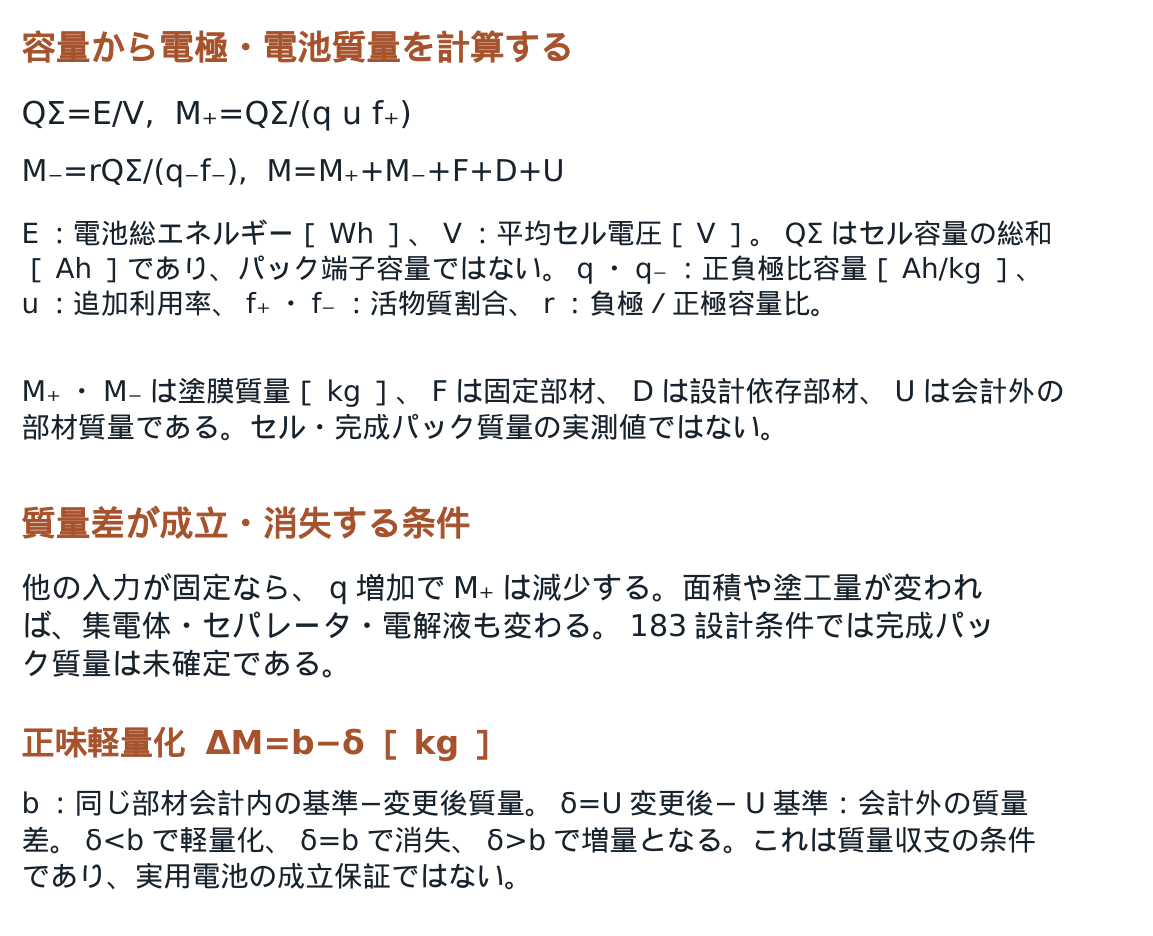 容量から電極・電池質量を計算する
QΣ=E/V, M₊=QΣ/(q u f₊)
M₋=rQΣ/(q₋f₋), M=M₊+M₋+F+D+U
E ：電池総エネルギー［ Wh ］、 V ：平均セル電圧［ V ］。 QΣ はセル容量の総和
［ Ah ］であり、パック端子容量ではない。 q ・ q₋ ：正負極比容量［ Ah/kg ］、
u ：追加利用率、 f₊ ・ f₋ ：活物質割合、 r ：負極 / 正極容量比。
M₊ ・ M₋ は塗膜質量［ kg ］、 F は固定部材、 D は設計依存部材、 U は会計外の
部材質量である。セル・完成パック質量の実測値ではない。
質量差が成立・消失する条件
他の入力が固定なら、 q 増加で M₊ は減少する。面積や塗工量が変われ
ば、集電体・セパレータ・電解液も変わる。 183 設計条件では完成パッ
ク質量は未確定である。
正味軽量化 ΔM=b−δ［ kg ］
b ：同じ部材会計内の基準−変更後質量。 δ=U 変更後− U 基準：会計外の質量
差。 δ<b で軽量化、 δ=b で消失、 δ>b で増量となる。これは質量収支の条件
であり、実用電池の成立保証ではない。